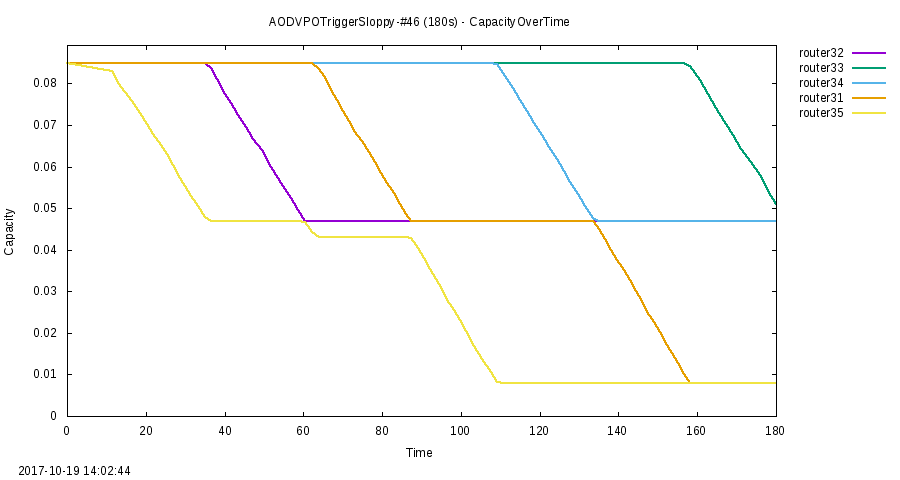 AODVPOTriggerSloppy-#46 (180s) - CapacityOverTime
router32
router33
router34
router31
router35
0.08
0.07
0.06
0.05
0.04
0.03
0.02
0.01
0
Capacity
0 20 40 60 80 100 120 140 160 180
Time
2017-10-19 14:02:44